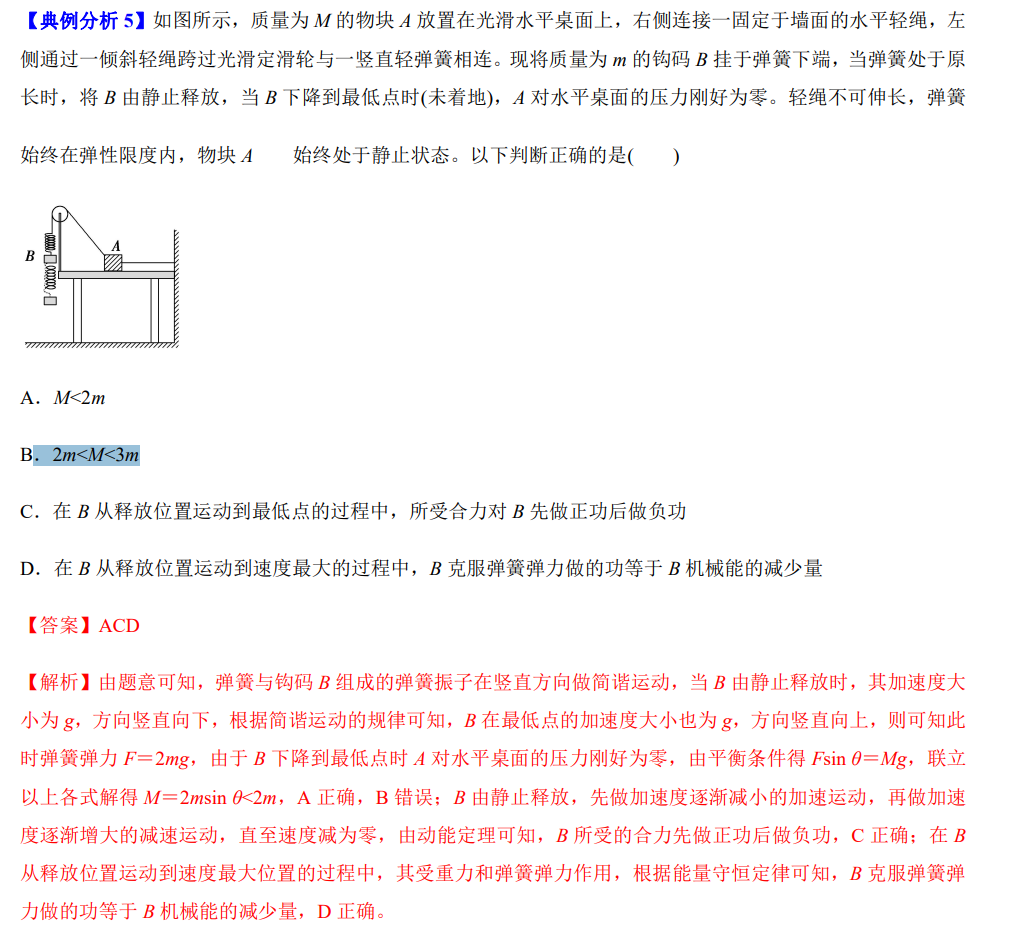 【典例分析 5】如图所示，质量为 M 的物块 A 放置在光滑水平桌面上，右侧连接一固定于墙面的水平轻绳，左
侧通过一倾斜轻绳跨过光滑定滑轮与一竖直轻弹簧相连。现将质量为 m 的钩码 B 挂于弹簧下端，当弹簧处于原
长时，将 B 由静止释放，当 B 下降到最低点时(未着地)，A 对水平桌面的压力刚好为零。轻绳不可伸长，弹簧
始终在弹性限度内，物块 A　　始终处于静止状态。以下判断正确的是(　　)
A
B
A．M<2m
B．2m<M<3m
C．在 B 从释放位置运动到最低点的过程中，所受合力对 B 先做正功后做负功
D．在 B 从释放位置运动到速度最大的过程中，B 克服弹簧弹力做的功等于 B 机械能的减少量
【答案】ACD
【解析】由题意可知，弹簧与钩码 B 组成的弹簧振子在竖直方向做简谐运动，当 B 由静止释放时，其加速度大
小为 g，方向竖直向下，根据简谐运动的规律可知，B 在最低点的加速度大小也为 g，方向竖直向上，则可知此
时弹簧弹力 F＝2mg，由于 B 下降到最低点时 A 对水平桌面的压力刚好为零，由平衡条件得 Fsin θ＝Mg，联立
以上各式解得 M＝2msin θ<2m，A 正确，B 错误；B 由静止释放，先做加速度逐渐减小的加速运动，再做加速
度逐渐增大的减速运动，直至速度减为零，由动能定理可知，B 所受的合力先做正功后做负功，C 正确；在 B
从释放位置运动到速度最大位置的过程中，其受重力和弹簧弹力作用，根据能量守恒定律可知，B 克服弹簧弹
力做的功等于 B 机械能的减少量，D 正确。